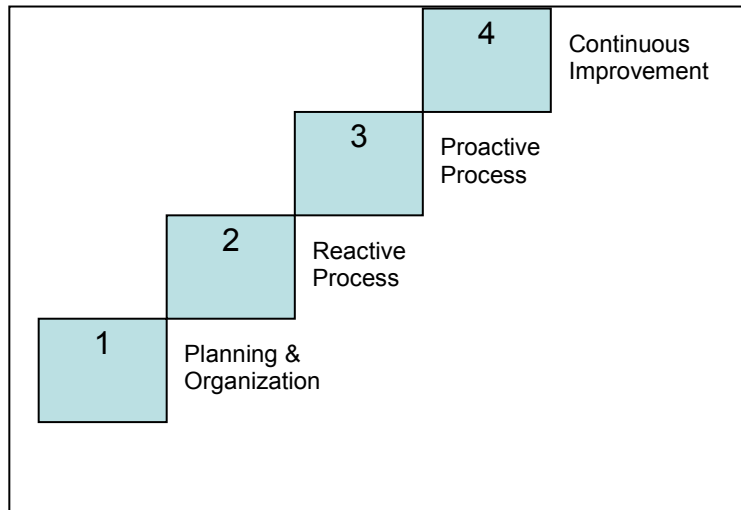 4
Continuous
Improvement
3
Proactive
Process
2
Reactive
Process
1
Planning &
Organization